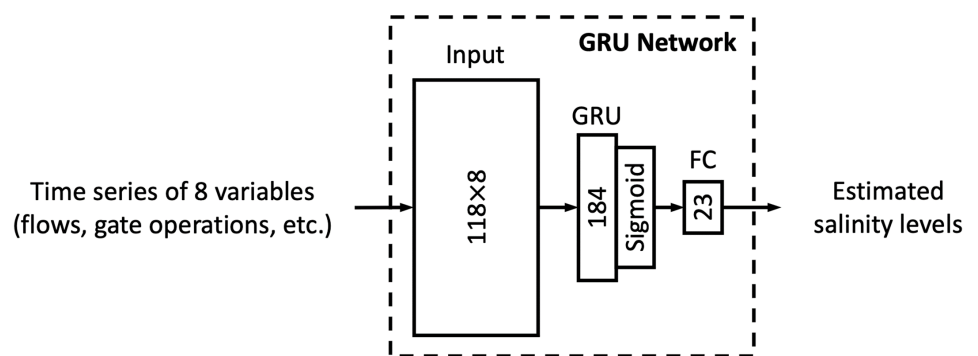 GRU Network
Input
GRU
FC
Time series of 8 variables
(flows, gate operations, etc.)
118×8
184
Sigmoid
23
Estimated
salinity levels